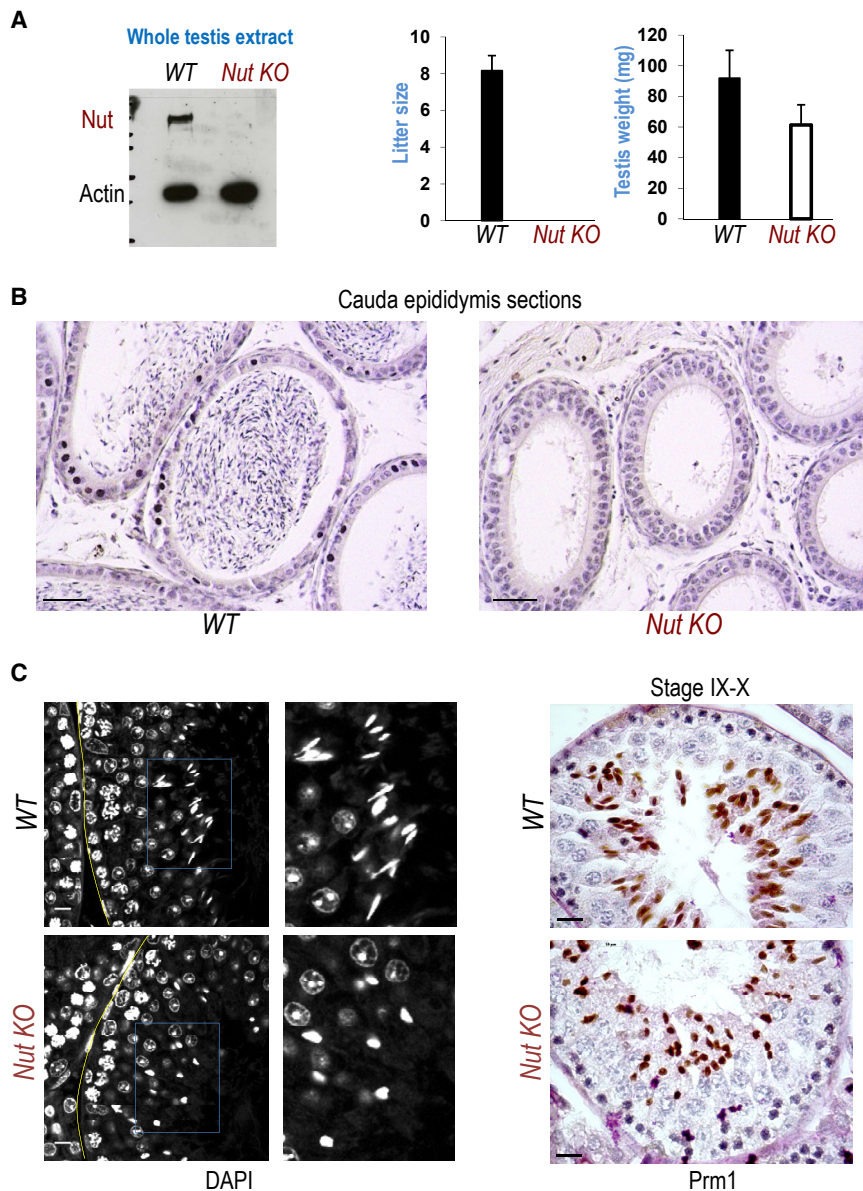 A
Whole testis extract
WT Nut KO
Nut
Actin
Litter size
10
8
6
4
2
0
WT Nut KO
Testis weight (mg)
120
100
80
60
40
20
0
WT Nut KO
B
Cauda epididymis sections
WT
Nut KO
C
Stage IX-X
WT
WT
Nut KO
Nut KO
DAPI
Prm1